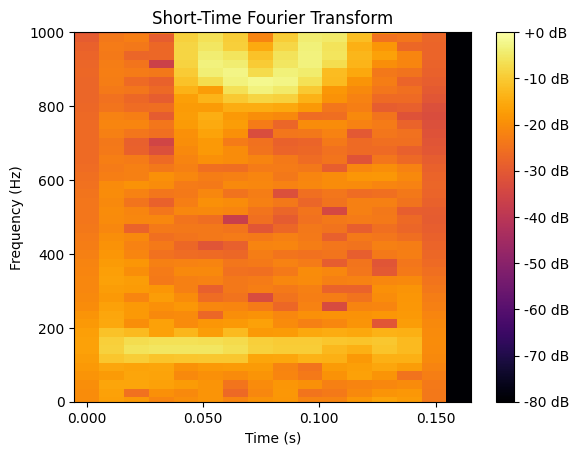 Short-Time Fourier Transform
1000
800
600
400
200
0
Frequency (Hz)
0.000
0.050
0.100
0.150
Time (s)
+0 dB
-10 dB
-20 dB
-30 dB
-40 dB
-50 dB
-60 dB
-70 dB
-80 dB